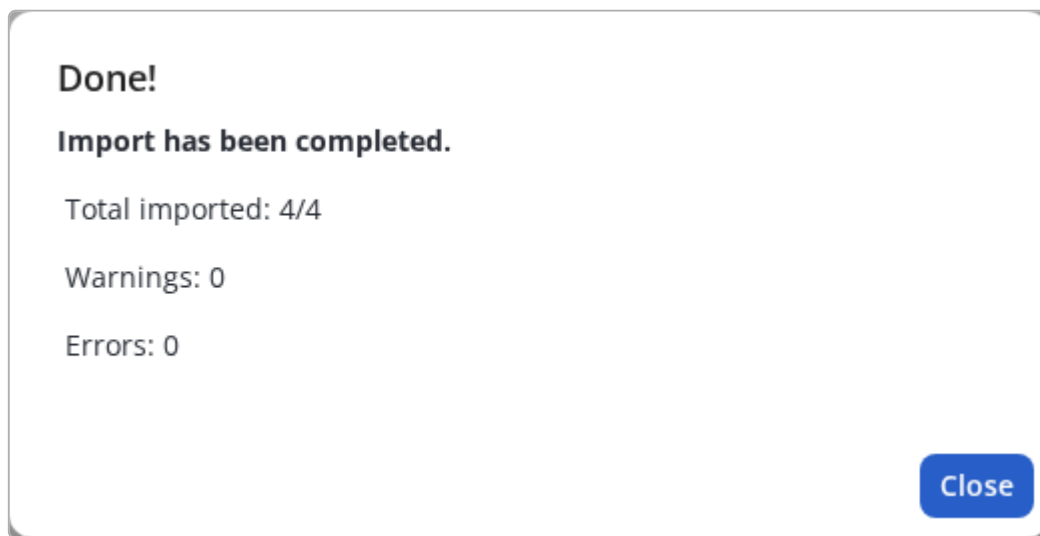 Done!
Import has been completed.
Total imported: 4/4
Warnings: 0
Errors: 0
Close